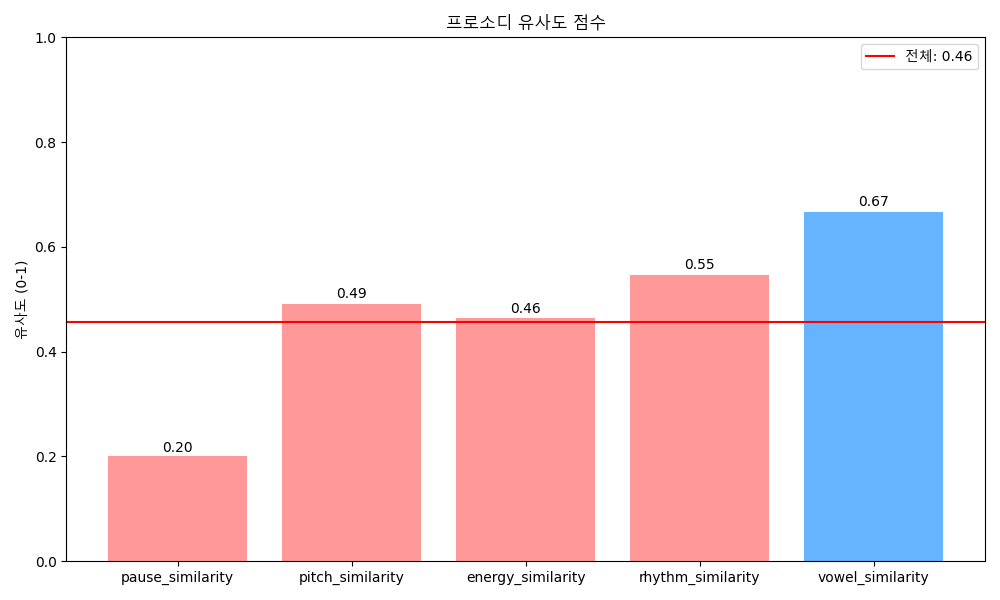 프로소디 유사도 점수
전체: 0.46
유사도 (0-1)
1.0
0.8
0.6
0.4
0.2
0.0
0.20
0.49
0.46
0.55
0.67
pause_similarity
pitch_similarity
energy_similarity
rhythm_similarity
vowel_similarity